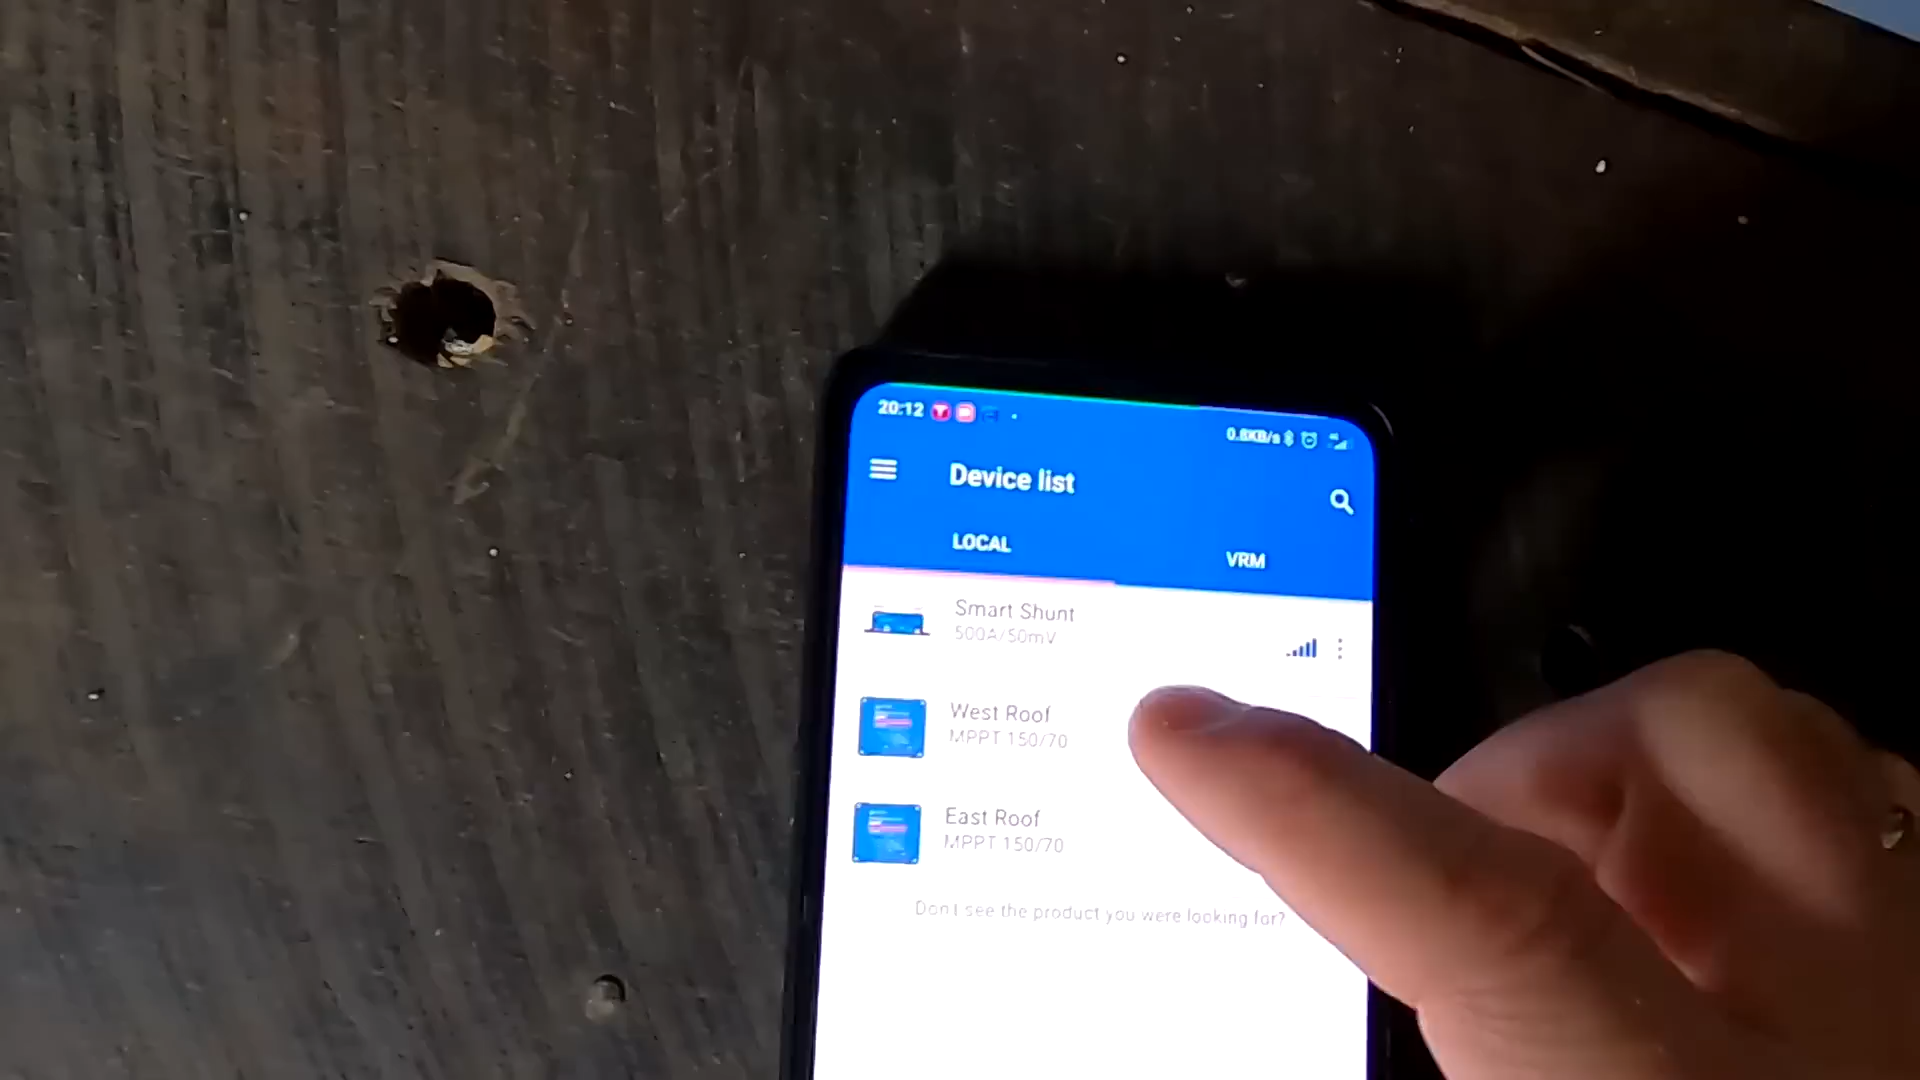 20:12
0.8KB/s
Device list
LOCAL
VRM
Smart Shunt
500A/50mV
West Roof
MPPT 150/70
East Roof
MPPT 150/70
Don't see the product you were looking for?